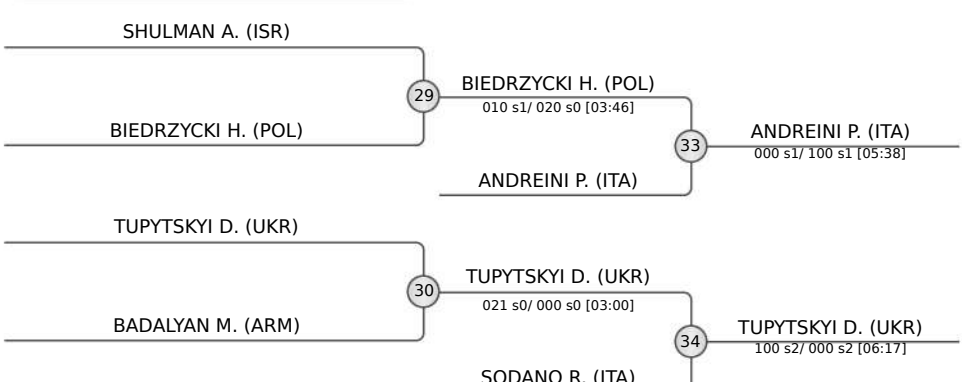 SHULMAN A. (ISR)
29
BIEDRZYCKI H. (POL)
010 s1/ 020 s0 [03:46]
BIEDRZYCKI H. (POL)
33
ANDREINI P. (ITA)
000 s1/ 100 s1 [05:38]
ANDREINI P. (ITA)
TUPYTSKYI D. (UKR)
30
TUPYTSKYI D. (UKR)
021 s0/ 000 s0 [03:00]
BADALYAN M. (ARM)
34
TUPYTSKYI D. (UKR)
100 s2/ 000 s2 [06:17]
SODANO R. (ITA)